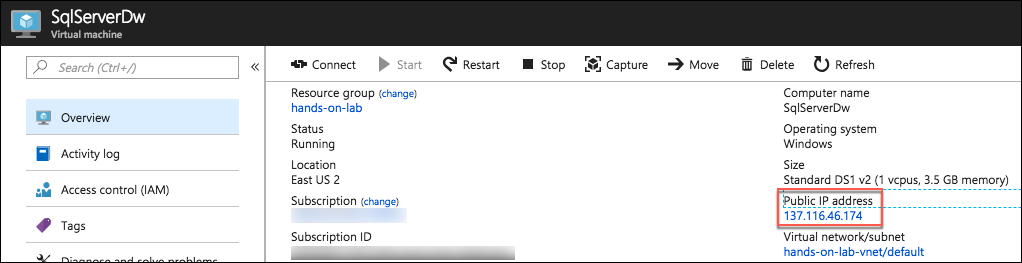 SqlServerDw
Virtual machine
Search (Ctrl+/)
«
Overview
Activity log
Access control (IAM)
Tags
Diagnose and solve problems
Connect Start Restart Stop Capture Move Delete Refresh
Resource group (change)
hands-on-lab
Status
Running
Location
East US 2
Subscription (change)
Subscription ID
Computer name
SqlServerDw
Operating system
Windows
Size
Standard DS1 v2 (1 vcpus, 3.5 GB memory)
Public IP address
137.116.46.174
Virtual network/subnet
hands-on-lab-vnet/default